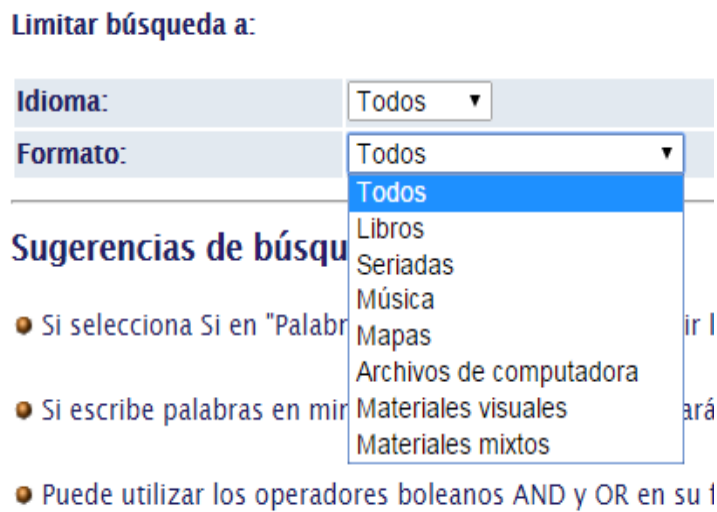 Limitar búsqueda a:
Idioma: Todos
Formato: Todos
Todos
Libros
Seriadas
Música
Mapas
Archivos de computadora
Materiales visuales
Materiales mixtos
Sugerencias de
Si selecciona Si en "Palabr ir l
Si escribe palabras en ará
Puede utilizar los operadores boleanos AND y OR en su